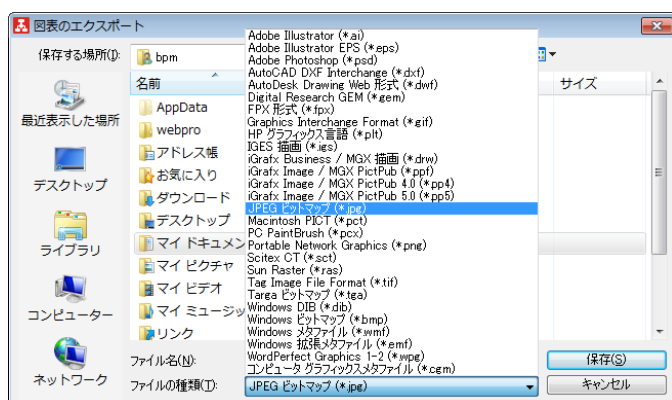 図表のエクスポート
保存する場所(I):
bpm
最近表示した場所
デスクトップ
ライブラリ
コンピューター
ネットワーク
名前
サイズ
AppData
webpro
アドレス帳
お気に入り
ダウンロード
デスクトップ
マイ ドキュメン
マイ ピクチャ
マイ ビデオ
マイ ミュージッ
リンク
Adobe Illustrator (*.ai)
Adobe Illustrator EPS (*.eps)
Adobe Photoshop (*.psd)
AutoCAD DXF Interchange (*.dxf)
AutoDesk Drawing Web 形式 (*.dwf)
Digital Research GEM (*.gem)
FPX 形式 (*.fpx)
Graphics Interchange Format (*.gif)
HP グラフィックス言語 (*.plt)
IGES 描画 (*.igs)
iGrafx Business / MGX 描画 (*.drw)
iGrafx Image / MGX PictPub (*.ppf)
iGrafx Image / MGX PictPub 4.0 (*.pp4)
iGrafx Image / MGX PictPub 5.0 (*.pp5)
JPEG ビットマップ (*.jpg)
Macintosh PICT (*.pct)
PC PaintBrush (*.pcx)
Portable Network Graphics (*.png)
Scitex CT (*.sct)
Sun Raster (*.ras)
Tag Image File Format (*.tif)
Targa ビットマップ (*.tga)
Windows DIB (*.dib)
Windows ビットマップ (*.bmp)
Windows メタファイル (*.wmf)
Windows 拡張メタファイル (*.emf)
WordPerfect Graphics 1-2 (*.wpg)
コンピュータ グラフィックスメタファイル (*.cgm)
ファイル名(N):
保存(S)
ファイルの種類(T):
JPEG ビットマップ (*.jpg)
キャンセル